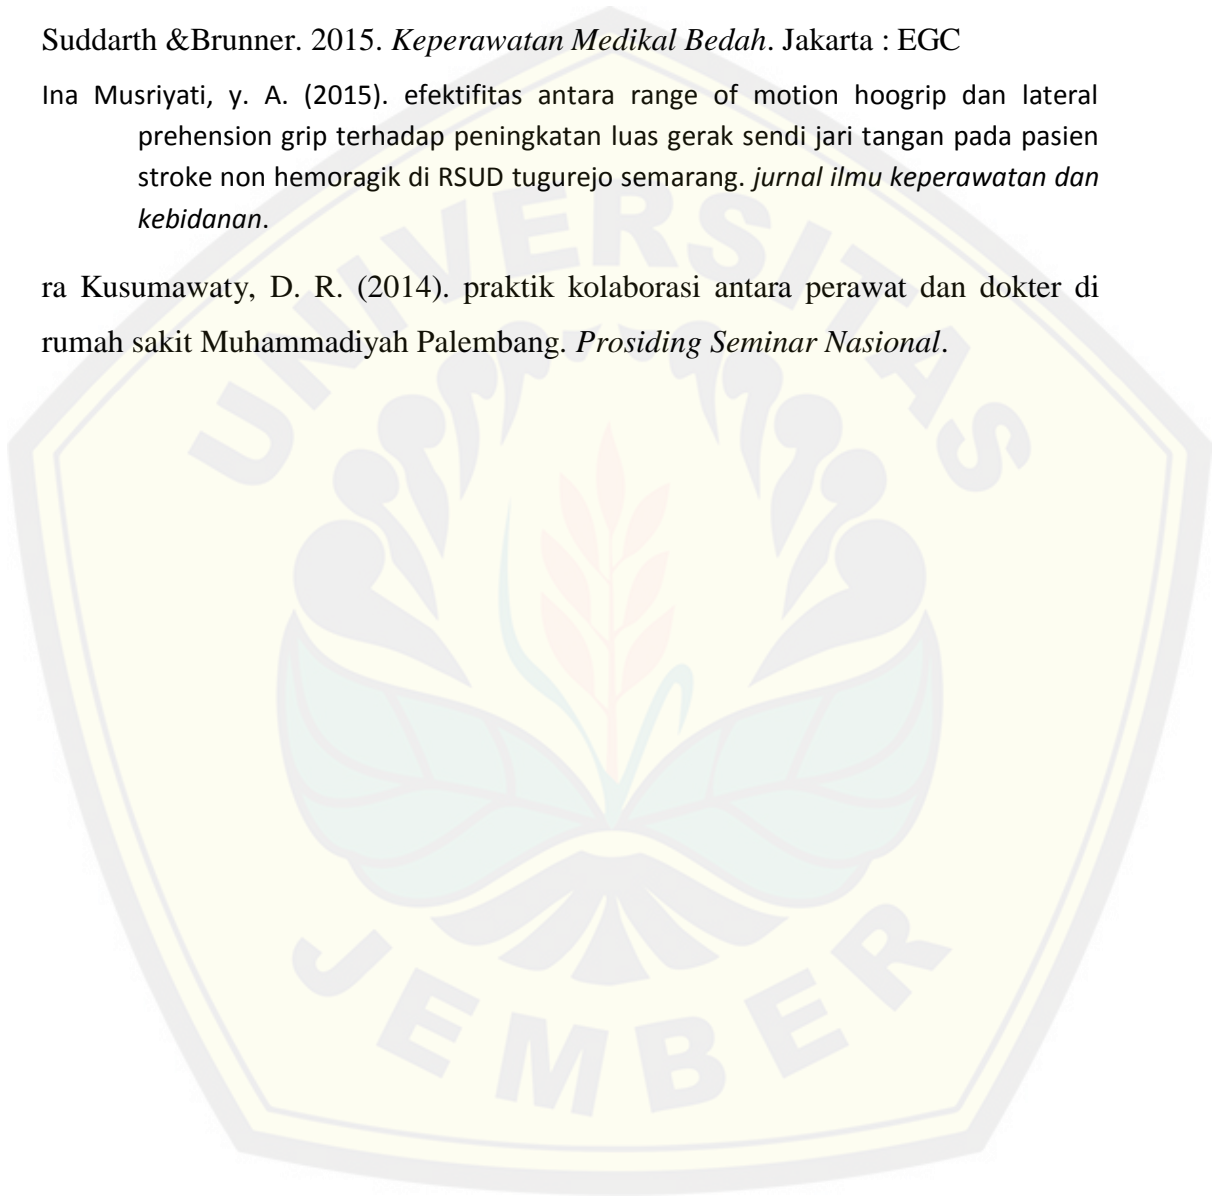 Suddarth &Brunner. 2015. Keperawatan Medikal Bedah. Jakarta : EGC
Ina Musriyati, y. A. (2015). efektifitas antara range of motion hoogrip dan lateral
prehension grip terhadap peningkatan luas gerak sendi jari tangan pada pasien
stroke non hemoragik di RSUD tugurejo semarang. jurnal ilmu keperawatan dan
kebidanan.
ra Kusumawaty, D. R. (2014). praktik kolaborasi antara perawat dan dokter di
rumah sakit Muhammadiyah Palembang. Prosiding Seminar Nasional.
UNIVERSITAS
JEMBER